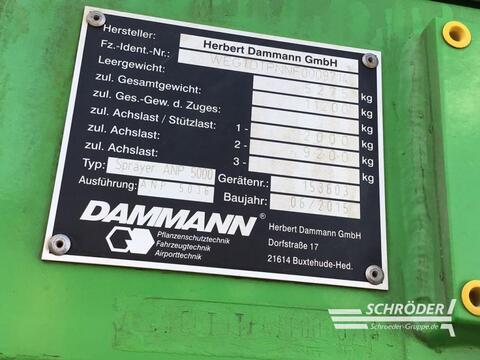 Hersteller: Herbert Dammann GmbH
Fz.-Ident.-Nr.:
Leergewicht: kg
zul. Gesamtgewicht: 11200 kg
zul. Ges.-Gew. d. Zuges: kg
zul. Achslast / Stützlast: 1 - 2000 kg
zul. Achslast: 2 - 9200 kg
zul. Achslast: 3 - kg
Typ: Sprayer ANP 5000 Gerätenr.:
Ausführung: ANP 5036 Baujahr: 06/2015
DAMMANN®
Pflanzenschutztechnik
Fahrzeugtechnik
Airporttechnik
Herbert Dammann GmbH
Dorfstraße 17
21614 Buxtehude-Hed.
SCHRÖDER
Schroeder-Gruppe.de